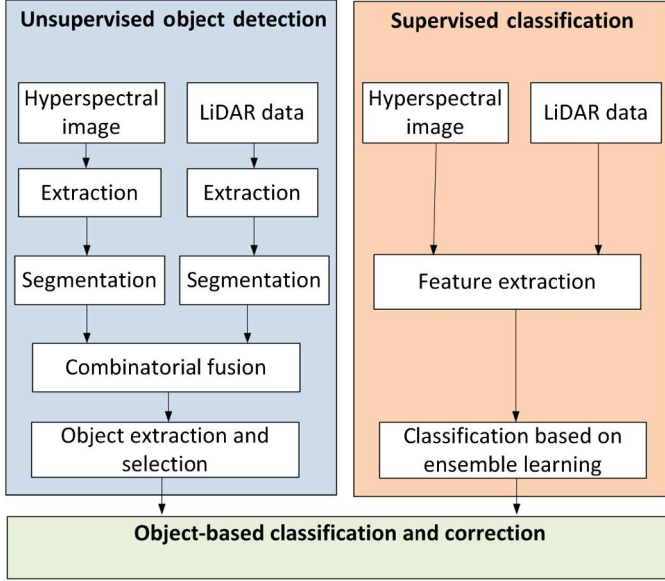 Unsupervised object detection
Hyperspectral
image
LiDAR data
Extraction
Extraction
Segmentation
Segmentation
Combinatorial fusion
Object extraction and
selection
Supervised classification
Hyperspectral
image
LiDAR data
Feature extraction
Classification based on
ensemble learning
Object-based classification and correction